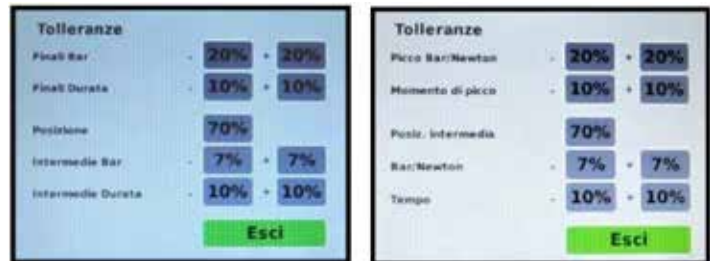 Tolleranze
Finali Bar - 20% + 20%
Finali Durata - 10% + 10%
Posizione 70%
Intermedie Bar - 7% + 7%
Intermedie Durata - 10% + 10%
Esci
Tolleranze
Picco Bar/Newton - 20% + 20%
Momento di picco - 10% + 10%
Posiz. intermedia 70%
Bar/Newton - 7% + 7%
Tempo - 10% + 10%
Esci